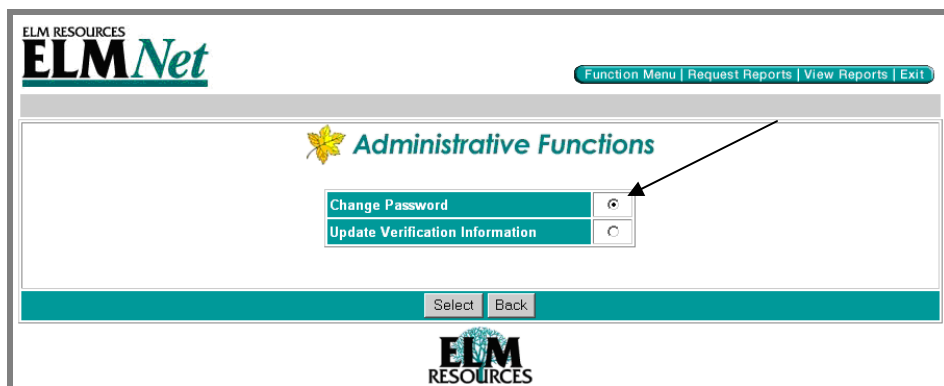 ELM RESOURCES
ELMNet
Function Menu | Request Reports | View Reports | Exit
Administrative Functions
Change Password
Update Verification Information
Select Back
ELM
RESOURCES